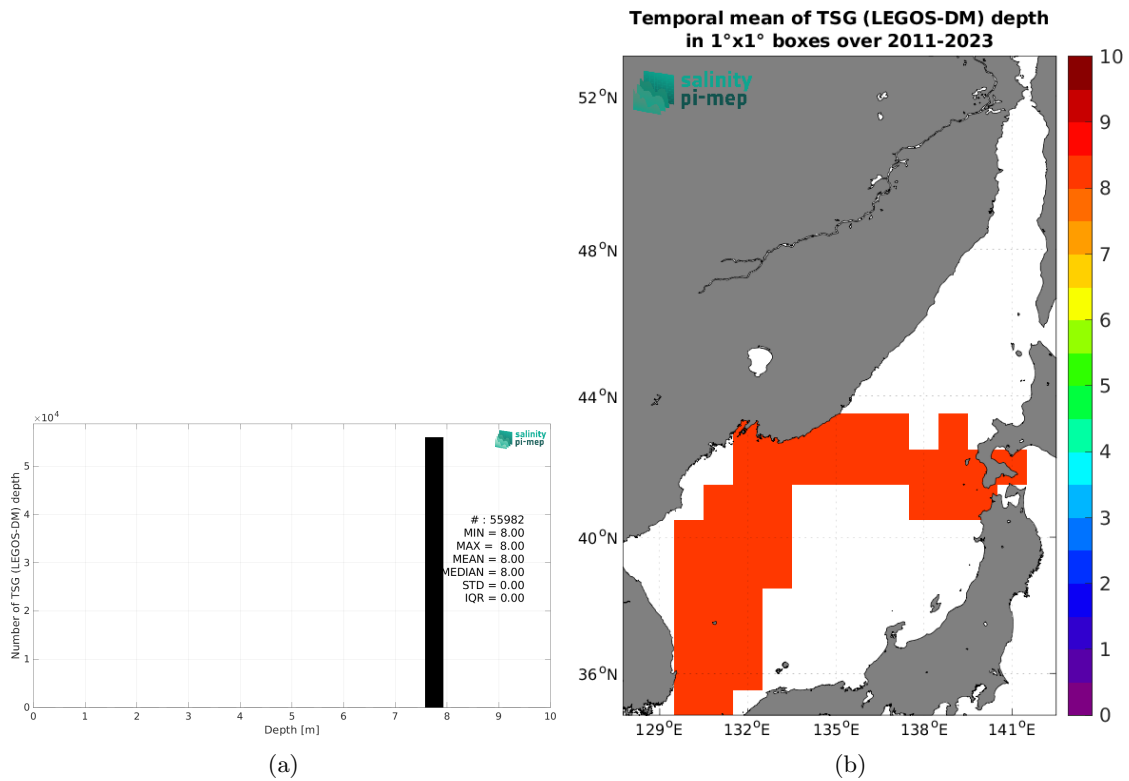 ×10⁴
5
4
3
2
1
0
Number of TSG (LEGOS-DM) depth
salinity
pi-mep
# : 55982
MIN = 8.00
MAX = 8.00
MEAN = 8.00
MEDIAN = 8.00
STD = 0.00
IQR = 0.00
0 1 2 3 4 5 6 7 8 9 10
Depth [m]
(a)
Temporal mean of TSG (LEGOS-DM) depth
in 1°x1° boxes over 2011-2023
salinity
pi-mep
52°N
48°N
44°N
40°N
36°N
129°E 132°E 135°E 138°E 141°E
10
9
8
7
6
5
4
3
2
1
0
(b)